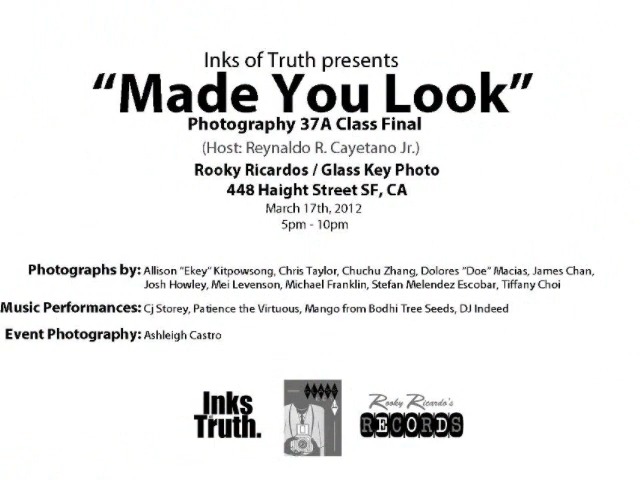 Inks of Truth presents
“Made You Look”
Photography 37A Class Final
(Host: Reynaldo R. Cayetano Jr.)
Rooky Ricardos / Glass Key Photo
448 Haight Street SF, CA
March 17th, 2012
5pm - 10pm
Photographs by: Allison "Ekey" Kitpowsong, Chris Taylor, Chuchu Zhang, Dolores "Doe" Macias, James Chan,
Josh Howley, Mei Levenson, Michael Franklin, Stefan Melendez Escobar, Tiffany Choi
Music Performances: Cj Storey, Patience the Virtuous, Mango from Bodhi Tree Seeds, DJ Indeed
Event Photography: Ashleigh Castro
Inks
Truth.
Rooky Ricardo's
RECORDS